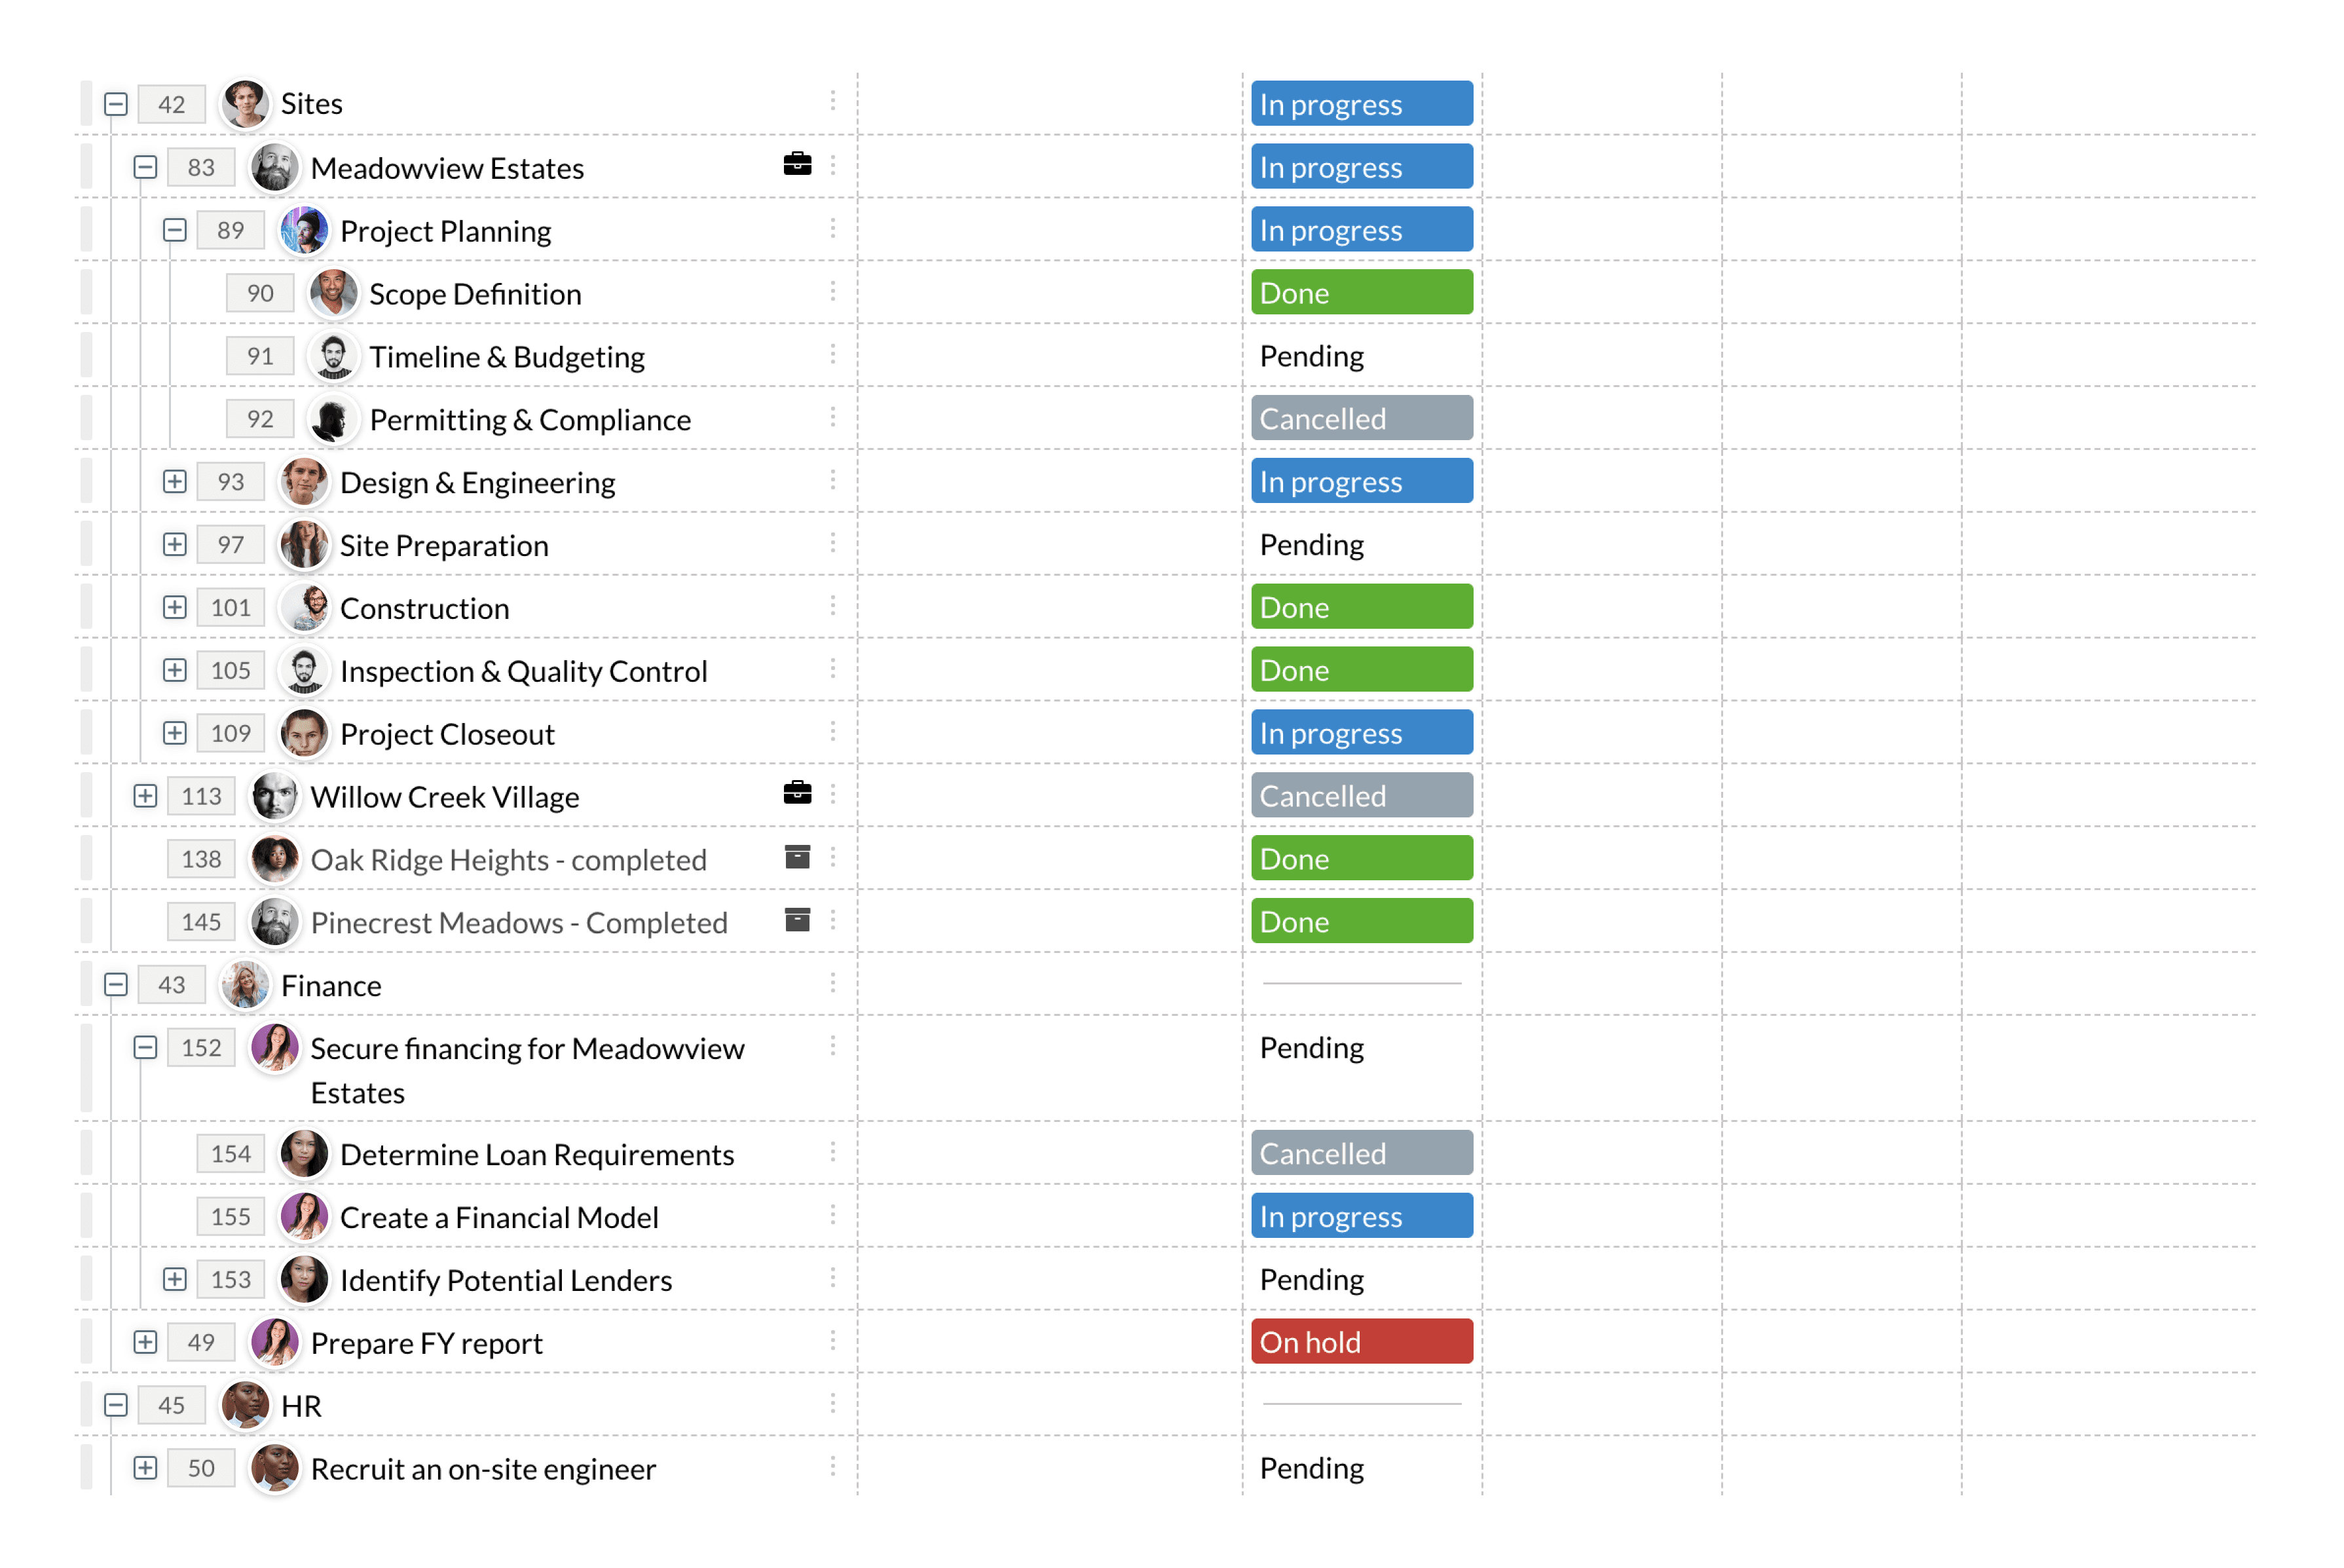 42 Sites In progress
83 Meadowview Estates In progress
89 Project Planning In progress
90 Scope Definition Done
91 Timeline & Budgeting Pending
92 Permitting & Compliance Cancelled
93 Design & Engineering In progress
97 Site Preparation Pending
101 Construction Done
105 Inspection & Quality Control Done
109 Project Closeout In progress
113 Willow Creek Village Cancelled
138 Oak Ridge Heights - completed Done
145 Pinecrest Meadows - Completed Done
43 Finance
152 Secure financing for Meadowview Pending
Estates
154 Determine Loan Requirements Cancelled
155 Create a Financial Model In progress
153 Identify Potential Lenders Pending
49 Prepare FY report On hold
45 HR
50 Recruit an on-site engineer Pending